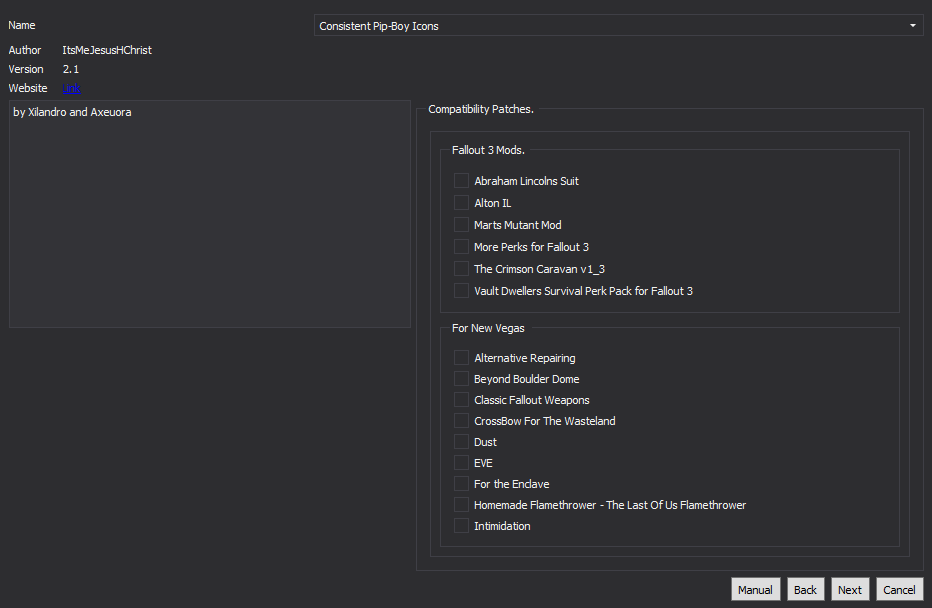 Name
Consistent Pip-Boy Icons
Author ItsMeJesusHChrist
Version 2.1
Website Link
by Xilandro and Axeuora
Compatibility Patches.
Fallout 3 Mods.
Abraham Lincolns Suit
Alton IL
Marts Mutant Mod
More Perks for Fallout 3
The Crimson Caravan v1_3
Vault Dwellers Survival Perk Pack for Fallout 3
For New Vegas
Alternative Repairing
Beyond Boulder Dome
Classic Fallout Weapons
CrossBow For The Wasteland
Dust
EVE
For the Enclave
Homemade Flamethrower - The Last Of Us Flamethrower
Intimidation
Manual Back Next Cancel